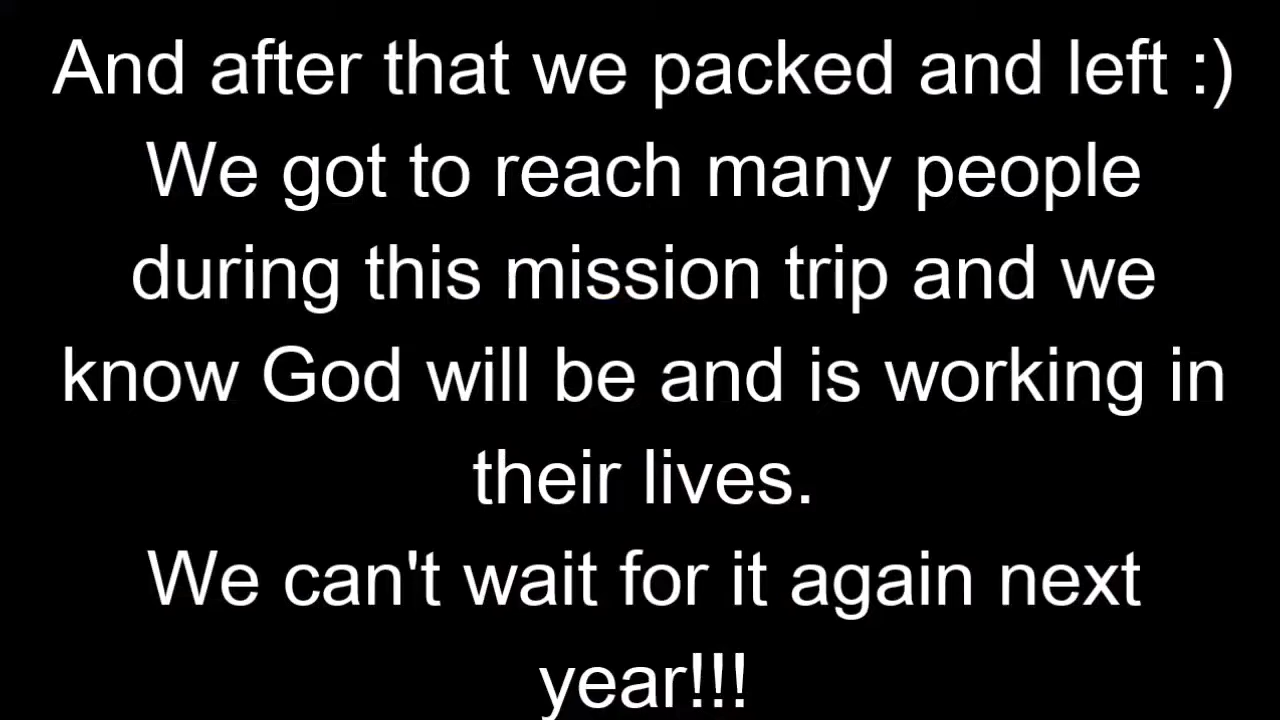 And after that we packed and left :)
We got to reach many people
during this mission trip and we
know God will be and is working in
their lives.
We can't wait for it again next
year!!!